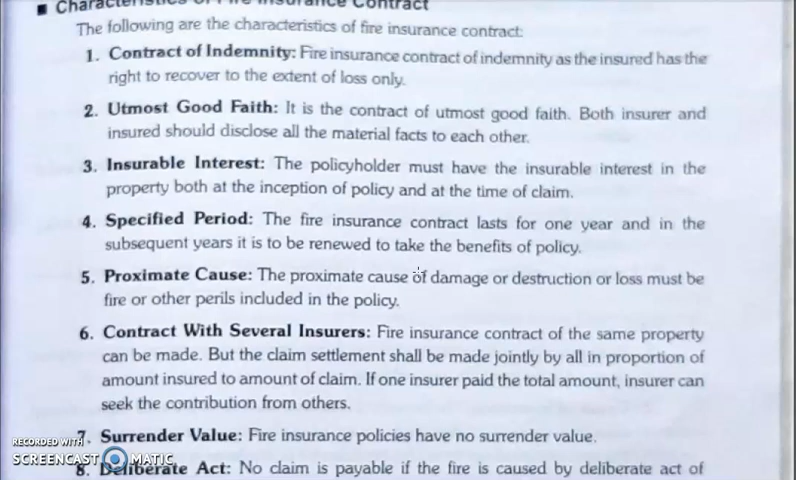 ■ Characteristics of Fire Insurance Contract
The following are the characteristics of fire insurance contract:
1. Contract of Indemnity: Fire insurance contract of indemnity as the insured has the
right to recover to the extent of loss only.
2. Utmost Good Faith: It is the contract of utmost good faith. Both insurer and
insured should disclose all the material facts to each other.
3. Insurable Interest: The policyholder must have the insurable interest in the
property both at the inception of policy and at the time of claim.
4. Specified Period: The fire insurance contract lasts for one year and in the
subsequent years it is to be renewed to take the benefits of policy.
5. Proximate Cause: The proximate cause of damage or destruction or loss must be
fire or other perils included in the policy.
6. Contract With Several Insurers: Fire insurance contract of the same property
can be made. But the claim settlement shall be made jointly by all in proportion of
amount insured to amount of claim. If one insurer paid the total amount, insurer can
seek the contribution from others.
7. Surrender Value: Fire insurance policies have no surrender value.
RECORDED WITH
SCREENCAST MATIC
8. Deliberate Act: No claim is payable if the fire is caused by deliberate act of